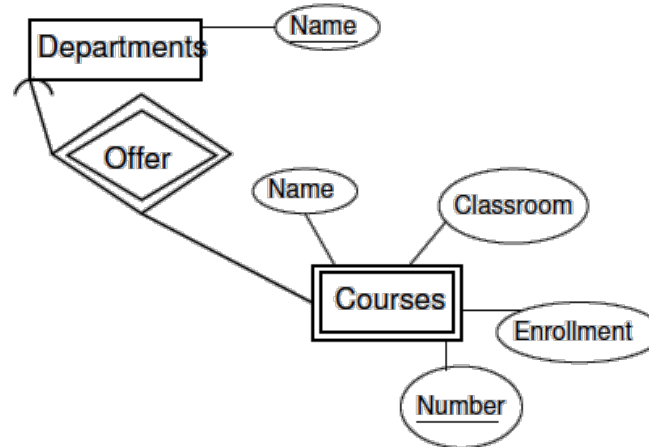 Departments
Name
Offer
Name
Classroom
Courses
Enrollment
Number